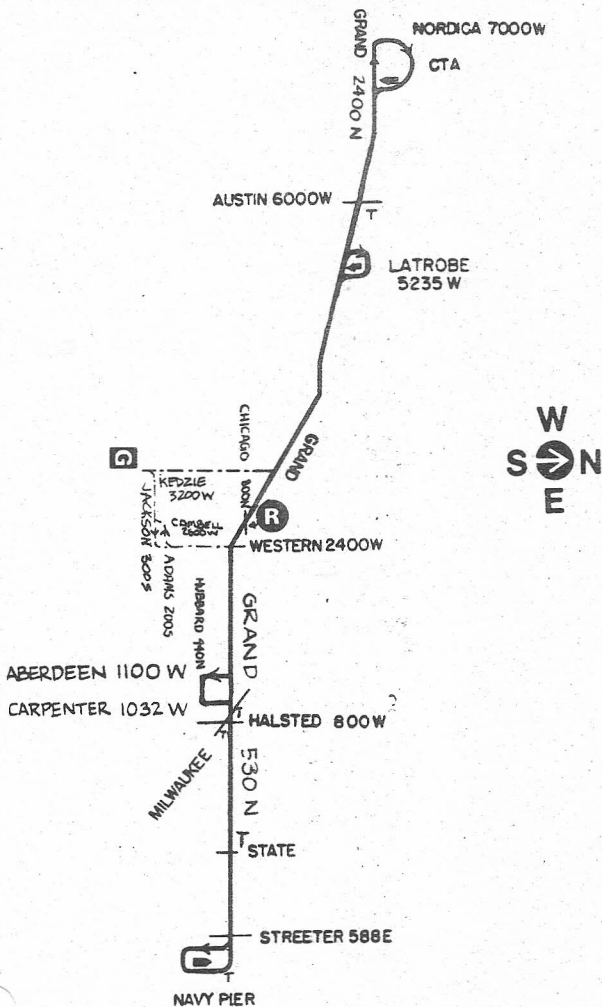 NORDICA 7000W
CTA
GRAND 2400 N
AUSTIN 6000W
T
LATROBE
5235 W
W
S N
E
CHICAGO 800N
GRAND
G
KEDZIE
3200W
R
CAMBELL
2600W
JACKSON 300S
ADAMS 200S
WESTERN 2400W
HUBBARD 440N
GRAND 530 N
ABERDEEN 1100 W
CARPENTER 1032 W
T
HALSTED 800W
T
MILWAUKEE
T STATE
STREETER 588E
T
NAVY PIER